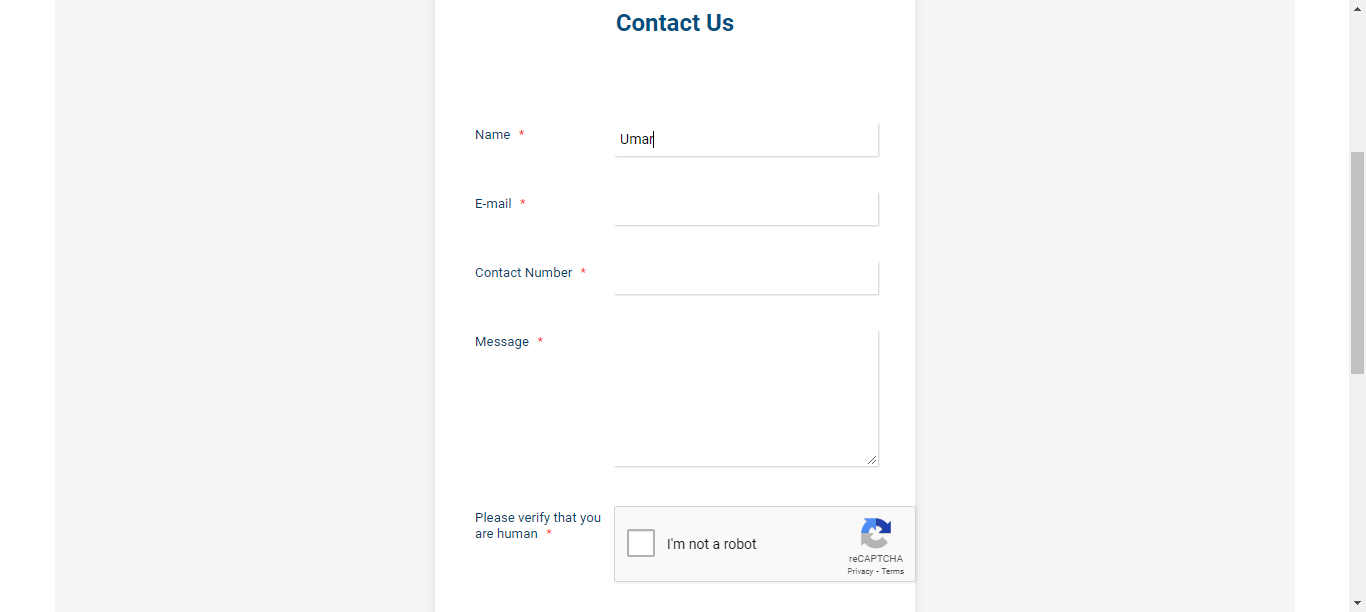 Contact Us
Name *
Umar
E-mail *
Contact Number *
Message *
Please verify that you
are human *
I'm not a robot
reCAPTCHA
Privacy - Terms